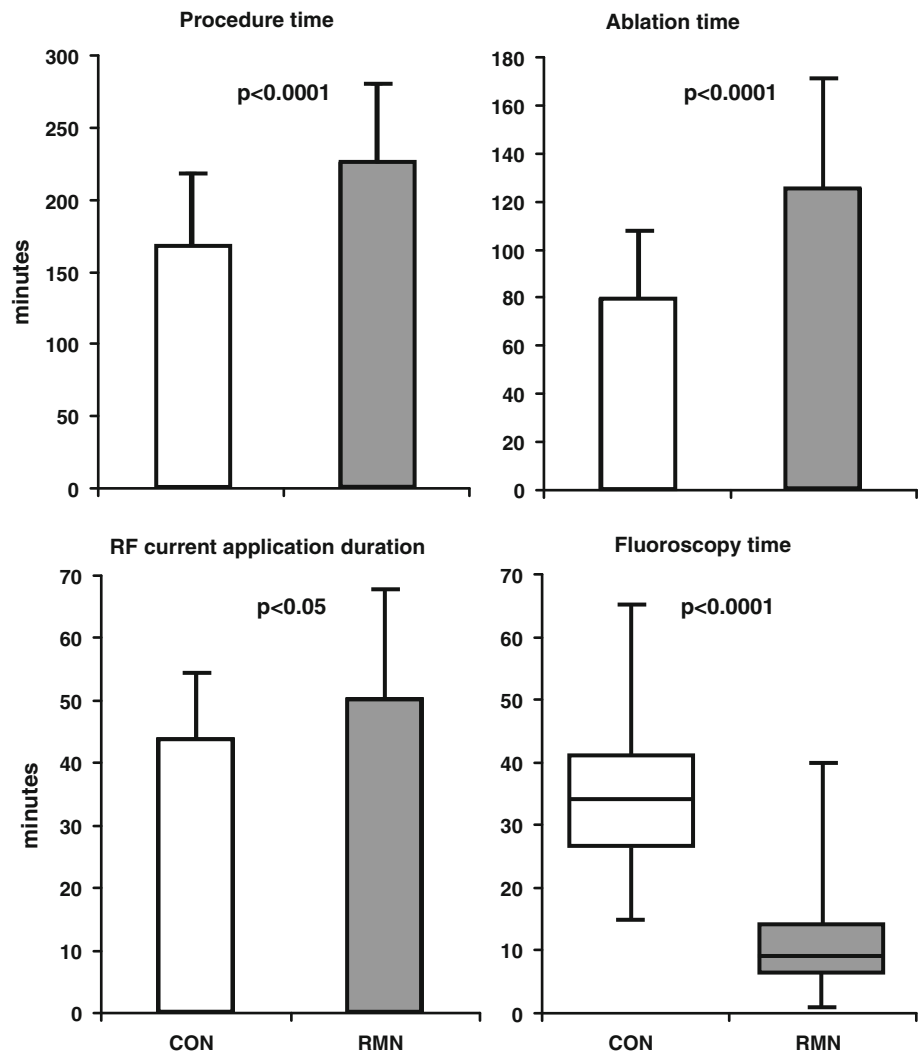 Procedure time
300
250
200
150
100
50
0
minutes
p<0.0001
Ablation time
180
160
140
120
100
80
60
40
20
0
p<0.0001
RF current application duration
70
60
50
40
30
20
10
0
minutes
p<0.05
CON
RMN
Fluoroscopy time
70
60
50
40
30
20
10
0
p<0.0001
CON
RMN